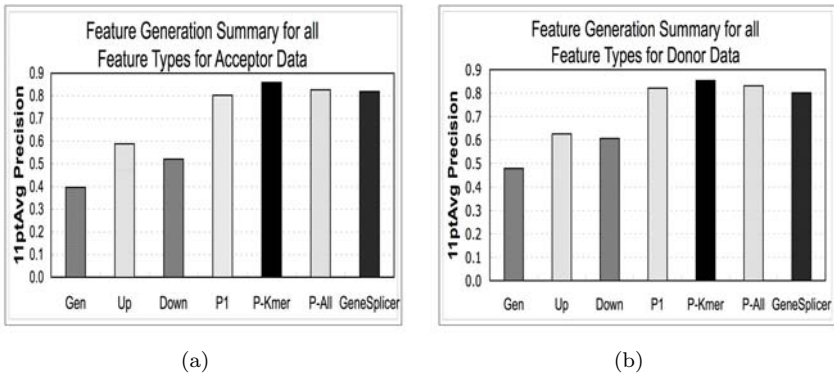 Feature Generation Summary for all
Feature Types for Acceptor Data
11ptAvg Precision
0.9
0.8
0.7
0.6
0.5
0.4
0.3
0.2
0.1
0.0
Gen Up Down P1 P-Kmer P-All GeneSplicer
(a)
Feature Generation Summary for all
Feature Types for Donor Data
11ptAvg Precision
0.9
0.8
0.7
0.6
0.5
0.4
0.3
0.2
0.1
0.0
Gen Up Down P1 P-Kmer P-All GeneSplicer
(b)